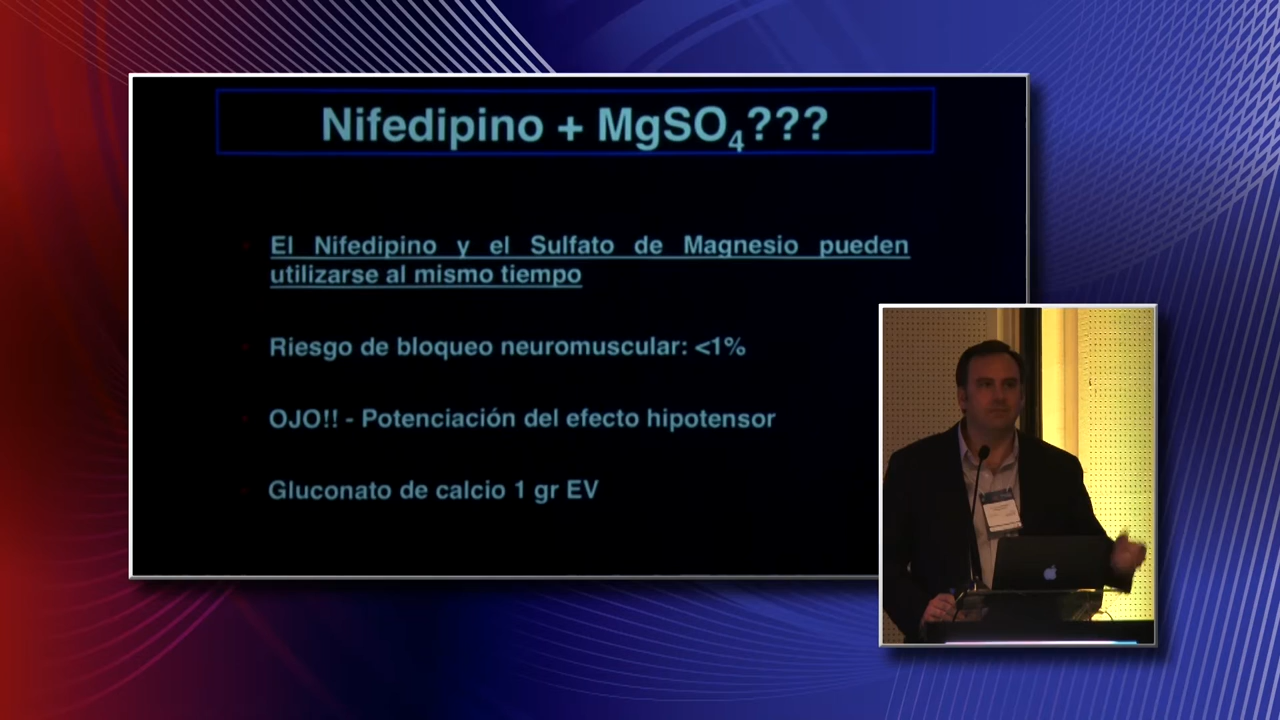 Nifedipino + MgSO₄???
El Nifedipino y el Sulfato de Magnesio pueden
utilizarse al mismo tiempo
Riesgo de bloqueo neuromuscular: <1%
OJO!! - Potenciación del efecto hipotensor
Gluconato de calcio 1 gr EV